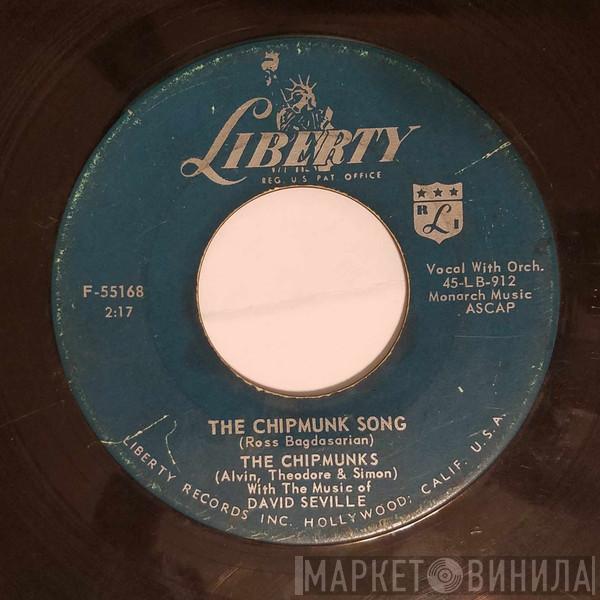 LIBERTY
REG. U.S. PAT. OFFICE
R L I
F-55168
2:17
Vocal With Orch.
45-LB-912
Monarch Music
ASCAP
THE CHIPMUNK SONG
(Ross Bagdasarian)
THE CHIPMUNKS
(Alvin, Theodore & Simon)
With The Music of
DAVID SEVILLE
LIBERTY RECORDS INC. HOLLYWOOD, CALIF. U.S.A.
МАРКЕТ ВИНИЛА